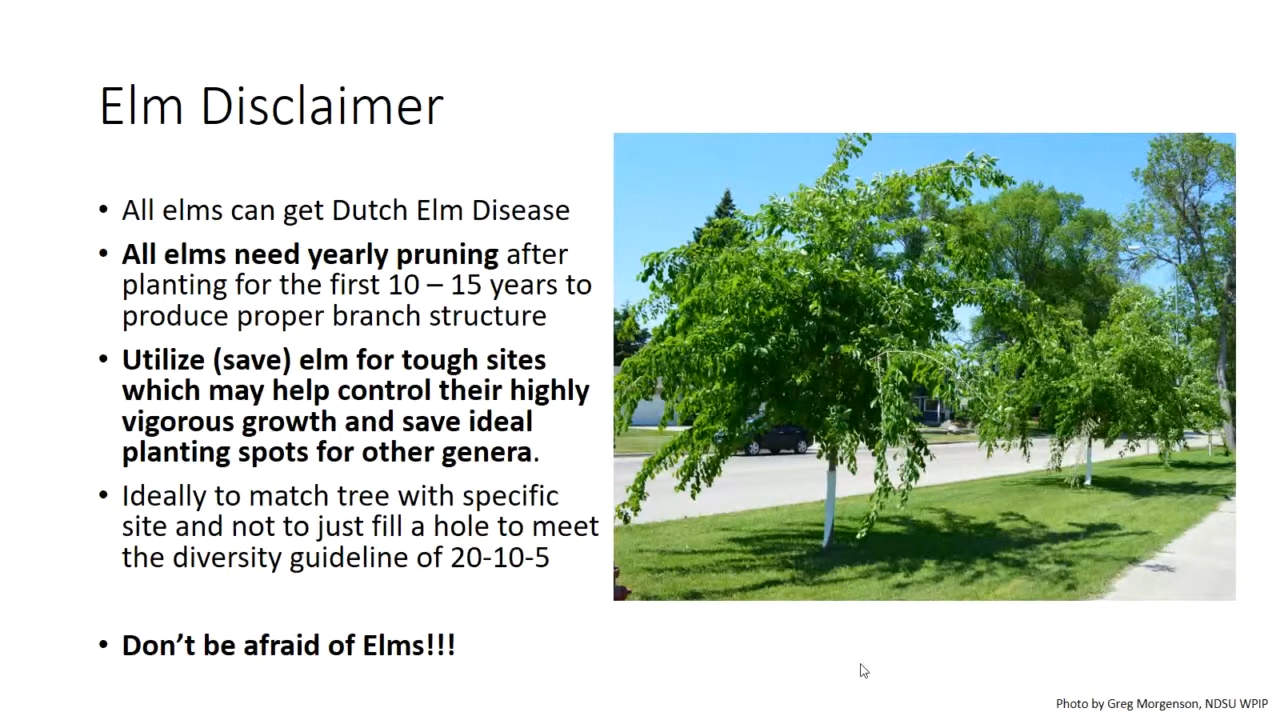 Elm Disclaimer
• All elms can get Dutch Elm Disease
• All elms need yearly pruning after
planting for the first 10 – 15 years to
produce proper branch structure
• Utilize (save) elm for tough sites
which may help control their highly
vigorous growth and save ideal
planting spots for other genera.
• Ideally to match tree with specific
site and not to just fill a hole to meet
the diversity guideline of 20-10-5
• Don’t be afraid of Elms!!!
Photo by Greg Morgenson, NDSU WPIP